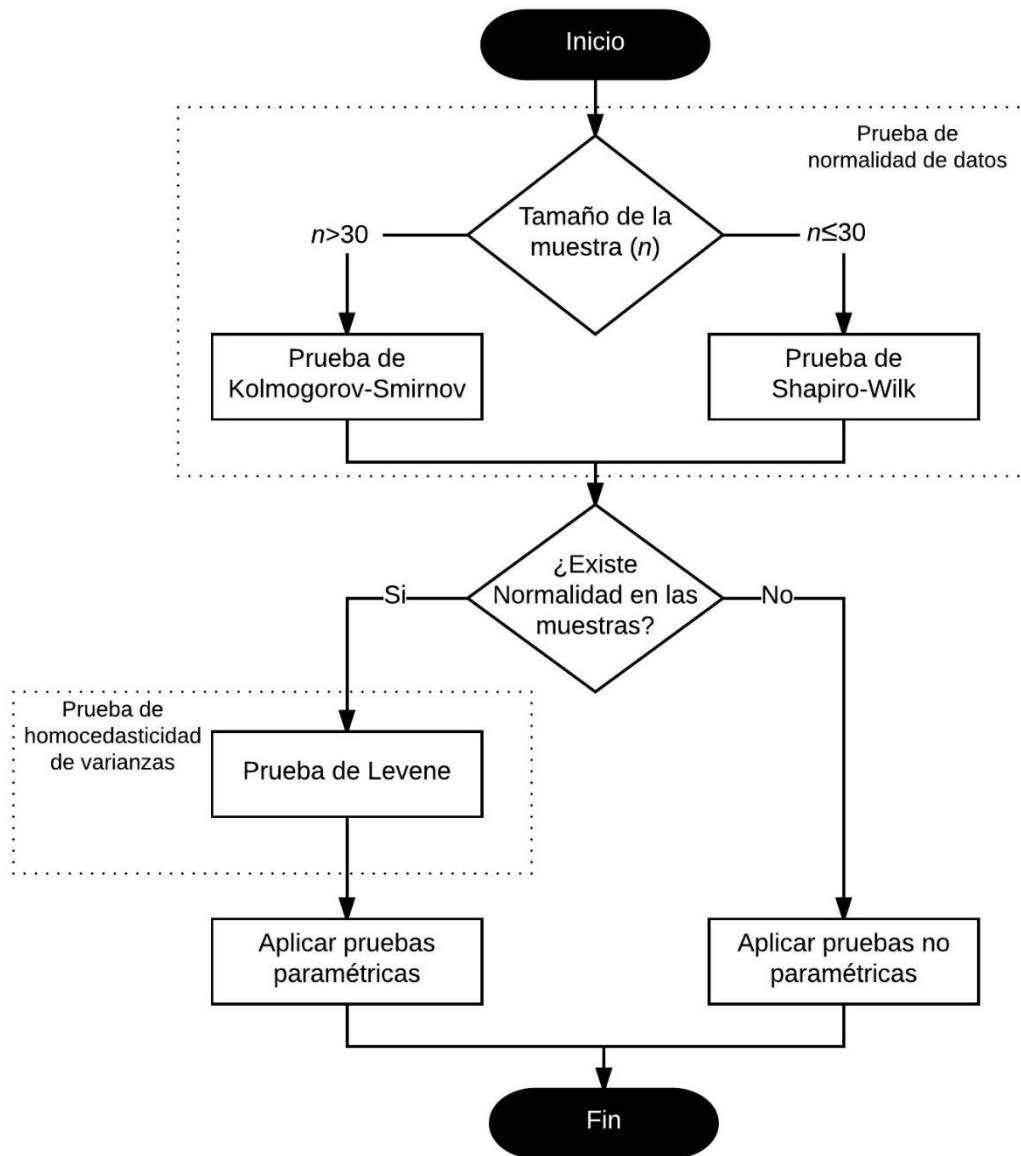 Inicio
Prueba de
normalidad de datos
Tamaño de la
muestra (n)
n>30
n≤30
Prueba de
Kolmogorov-Smirnov
Prueba de
Shapiro-Wilk
¿Existe
Normalidad en las
muestras?
Si
No
Prueba de
homocedasticidad
de varianzas
Prueba de Levene
Aplicar pruebas
paramétricas
Aplicar pruebas no
paramétricas
Fin